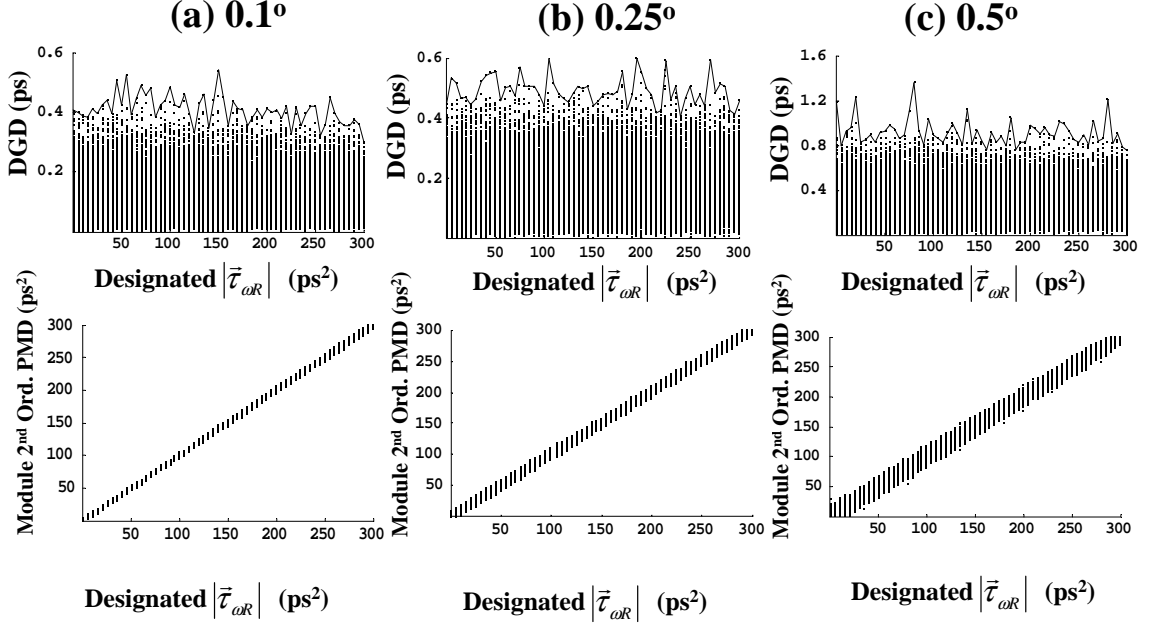 (a) 0.1º
(b) 0.25º
(c) 0.5º
DGD (ps)
0.6
0.4
0.2
50 100 150 200 250 300
Designated |τ⃗ωR| (ps²)
DGD (ps)
0.6
0.4
0.2
50 100 150 200 250 300
Designated |τ⃗ωR| (ps²)
DGD (ps)
1.6
1.2
0.8
0.4
50 100 150 200 250 300
Designated |τ⃗ωR| (ps²)
Module 2nd Ord. PMD (ps²)
300
250
200
150
100
50
50 100 150 200 250 300
Designated |τ⃗ωR| (ps²)
Module 2nd Ord. PMD (ps²)
300
250
200
150
100
50
50 100 150 200 250 300
Designated |τ⃗ωR| (ps²)
Module 2nd Ord. PMD (ps²)
300
250
200
150
100
50
50 100 150 200 250 300
Designated |τ⃗ωR| (ps²)